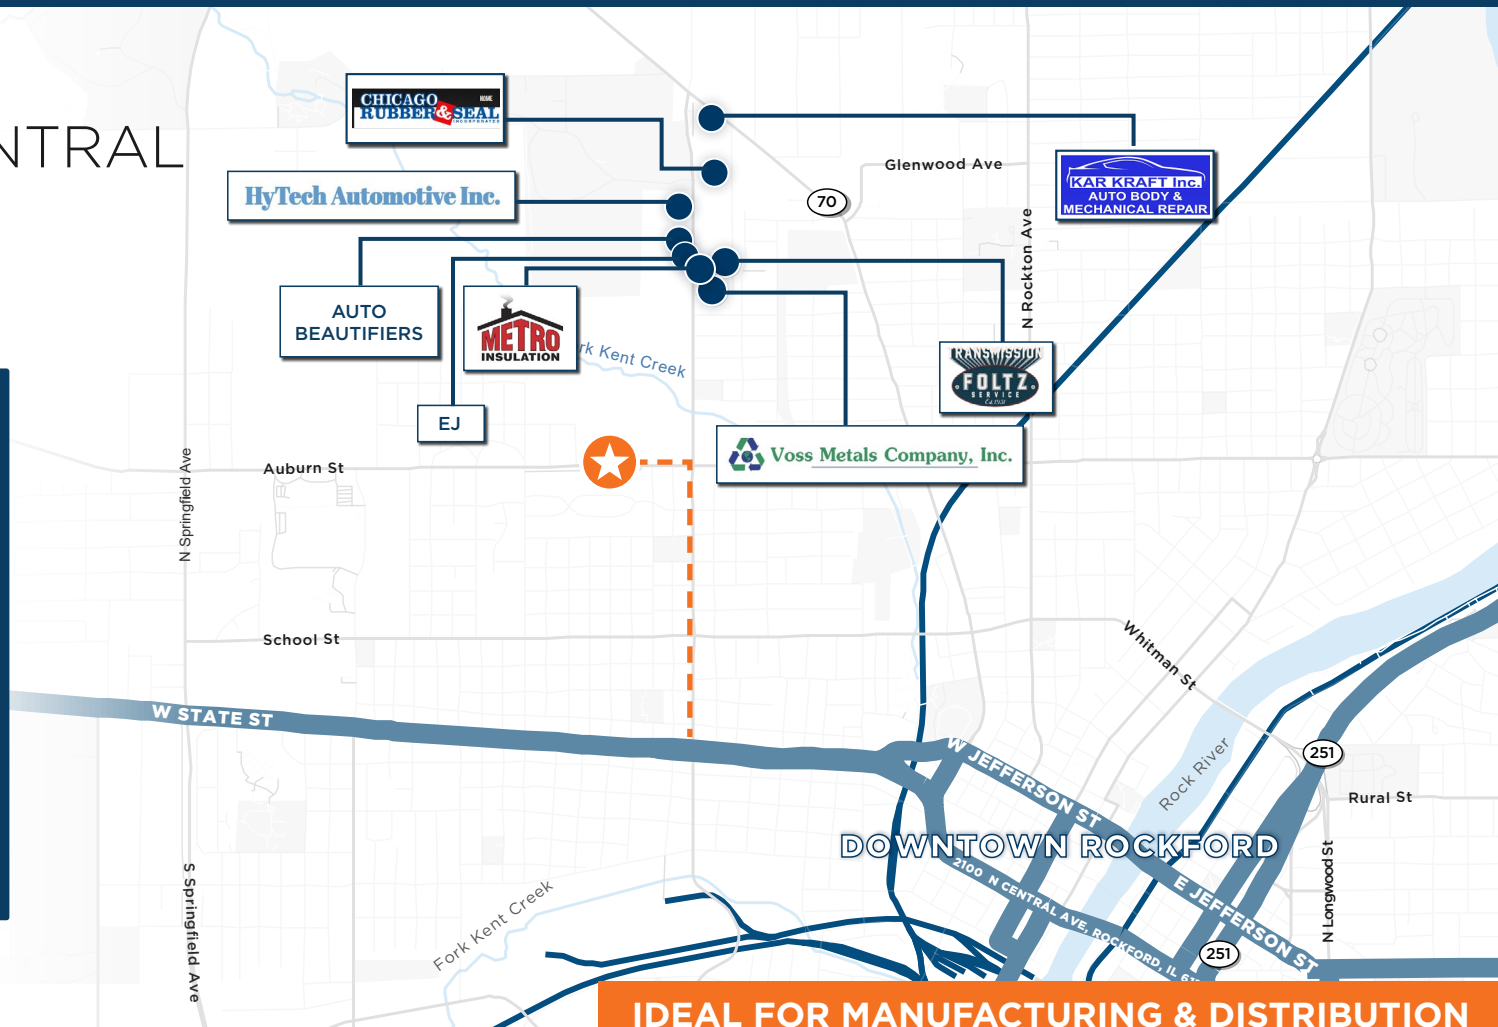 NTRAL
CHICAGO
HOME
RUBBER & SEAL
INCORPORATED
HyTech Automotive Inc.
AUTO
BEAUTIFIERS
METRO
INSULATION
EJ
rk Kent Creek
70
Glenwood Ave
N Rockton Ave
KAR KRAFT Inc.
AUTO BODY &
MECHANICAL REPAIR
TRANSMISSION
FOLTZ
SERVICE
Voss Metals Company, Inc.
N Springfield Ave
Auburn St
School St
Whitman St
W STATE ST
W JEFFERSON ST
Rock River
251
Rural St
DOWNTOWN ROCKFORD
2100 N CENTRAL AVE, ROCKFORD, IL 61
E JEFFERSON ST
N Longwood St
251
S Springfield Ave
Fork Kent Creek
IDEAL FOR MANUFACTURING & DISTRIBUTION